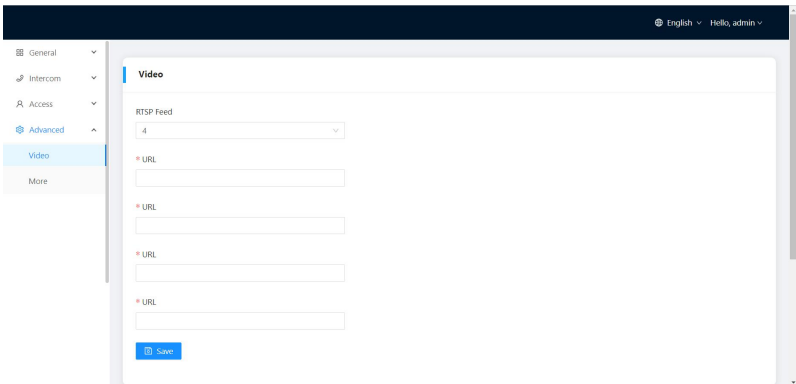 English Hello, admin
General
Intercom
Access
Advanced
Video
More
Video
RTSP Feed
4
* URL
* URL
* URL
* URL
Save